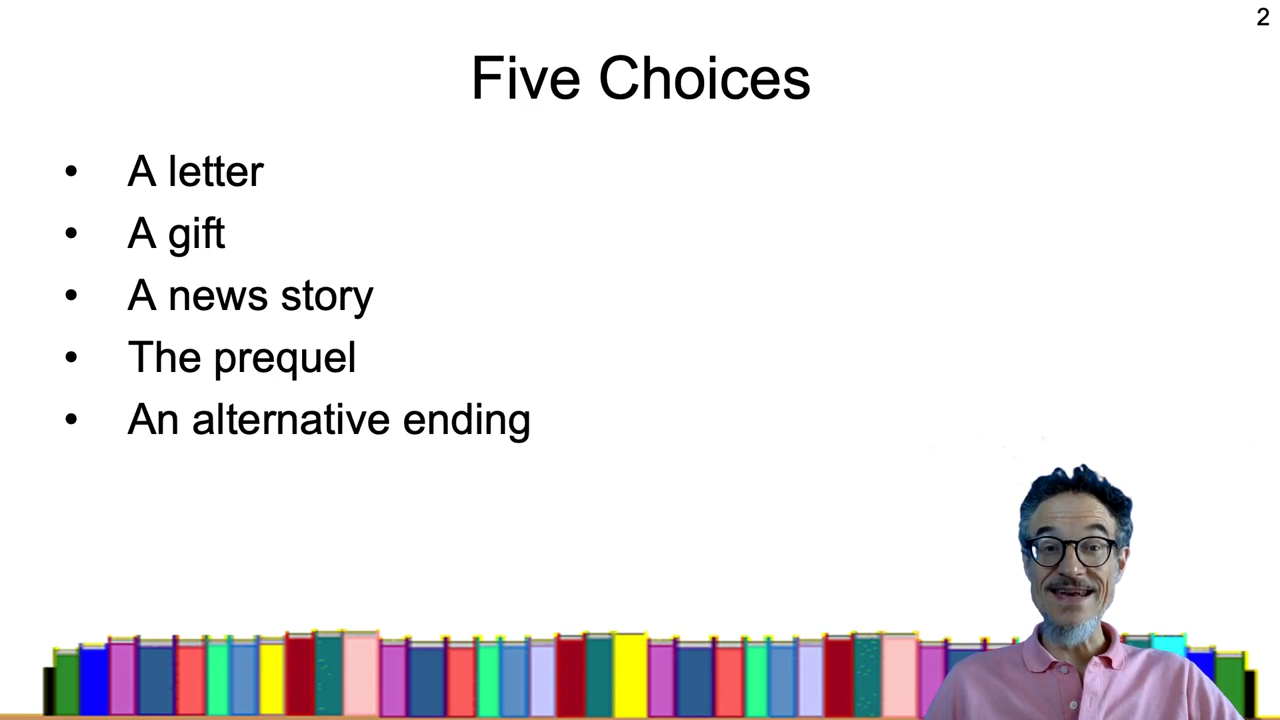 2
Five Choices
• A letter
• A gift
• A news story
• The prequel
• An alternative ending